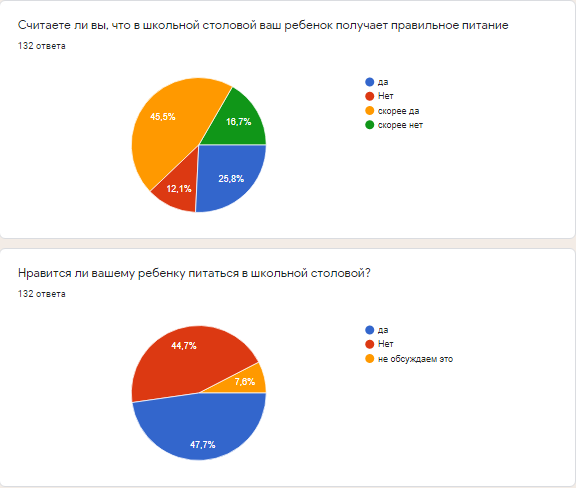 Считаете ли вы, что в школьной столовой ваш ребенок получает правильное питание
132 ответа
45,5%
16,7%
12,1%
25,8%
да
Нет
скорее да
скорее нет
Нравится ли вашему ребенку питаться в школьной столовой?
132 ответа
44,7%
7,6%
47,7%
да
Нет
не обсуждаем это